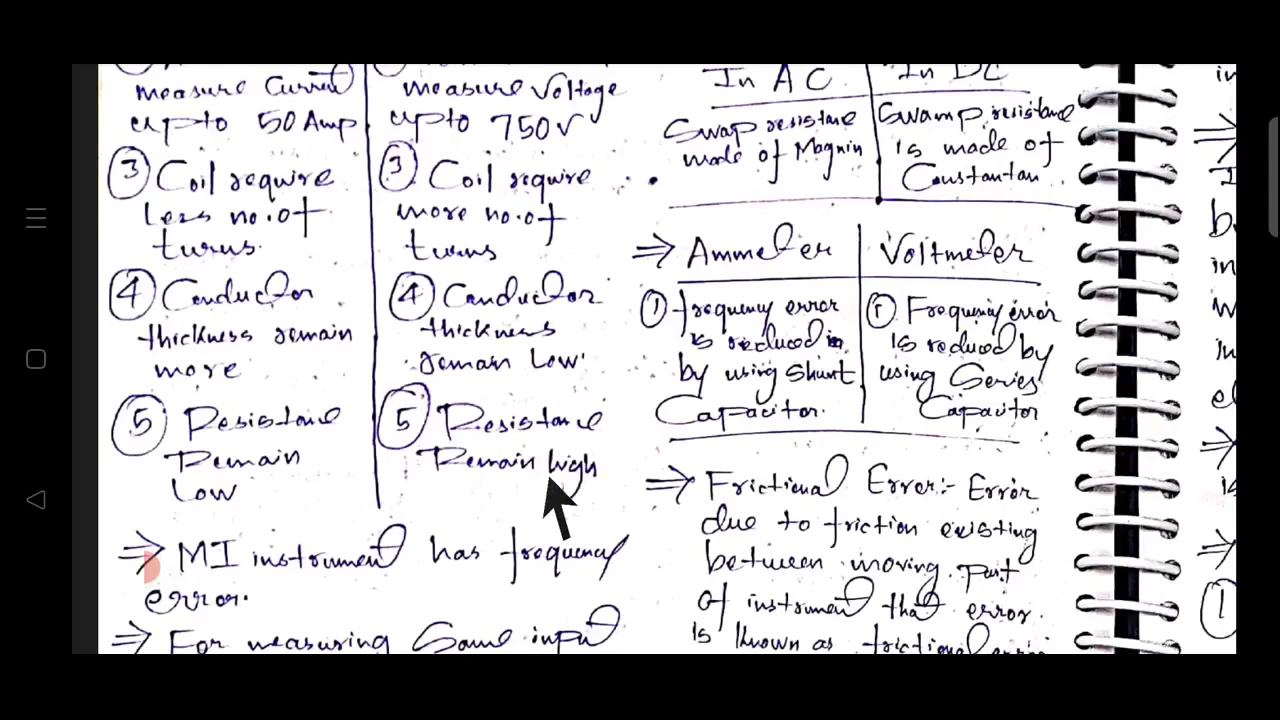 measure Current
upto 50 Amp
③ Coil require
Less no. of
turns.
④ Conductor
thickness remain
more
⑤ Resistance
Remain
Low
measure Voltage
upto 750 V
③ Coil require
more no. of
turns
④ Conductor
thickness
remain Low
⑤ Resistance
Remain high
⇒ MI instrument has frequency
error.
⇒ For measuring Same input
In AC
Swap resistance
made of Magnin
In DC
Swamp resistance
is made of
Constantan
⇒ Ammeter
① frequency error
is reduced in
by using Shunt
Capacitor.
Voltmeter
① Frequency error
is reduced by
using Series
Capacitor
⇒ Frictional Error:- Error
due to friction existing
between moving part
of instrument that error
is known as frictional